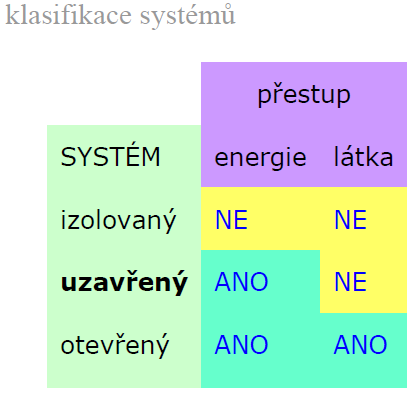 klasifikace systémů
přestup
SYSTÉM energie látka
izolovaný NE NE
uzavřený ANO NE
otevřený ANO ANO